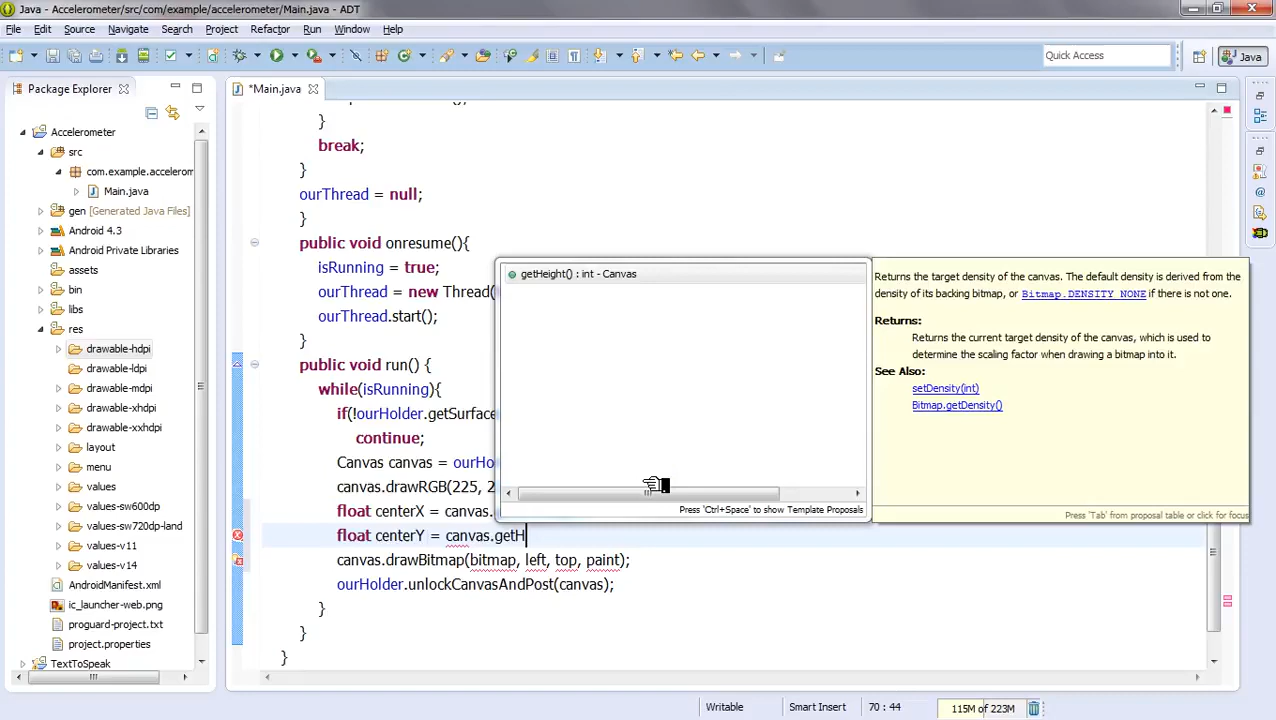 Java - Accelerometer/src/com/example/accelerometer/Main.java - ADT
File Edit Source Navigate Search Project Refactor Run Window Help
Quick Access
Java
Package Explorer
*Main.java
Accelerometer
src
com.example.accelerom
Main.java
gen [Generated Java Files]
Android 4.3
Android Private Libraries
assets
bin
libs
res
drawable-hdpi
drawable-ldpi
drawable-mdpi
drawable-xhdpi
drawable-xxhdpi
layout
menu
values
values-sw600dp
values-sw720dp-land
values-v11
values-v14
AndroidManifest.xml
ic_launcher-web.png
proguard-project.txt
project.properties
TextToSpeak
}
break;
}
ourThread = null;
}
public void onresume(){
isRunning = true;
ourThread = new Thread(
ourThread.start();
}
public void run() {
while(isRunning){
if(!ourHolder.getSurface
continue;
Canvas canvas = ourHo
canvas.drawRGB(225, 2
float centerX = canvas.
float centerY = canvas.getH
canvas.drawBitmap(bitmap, left, top, paint);
ourHolder.unlockCanvasAndPost(canvas);
}
}
}
getHeight() : int - Canvas
Press 'Ctrl+Space' to show Template Proposals
Returns the target density of the canvas. The default density is derived from the
density of its backing bitmap, or Bitmap.DENSITY_NONE if there is not one.
Returns:
Returns the current target density of the canvas, which is used to
determine the scaling factor when drawing a bitmap into it.
See Also:
setDensity(int)
Bitmap.getDensity()
Press 'Tab' from proposal table or click for focus
Writable
Smart Insert
70 : 44
115M of 223M